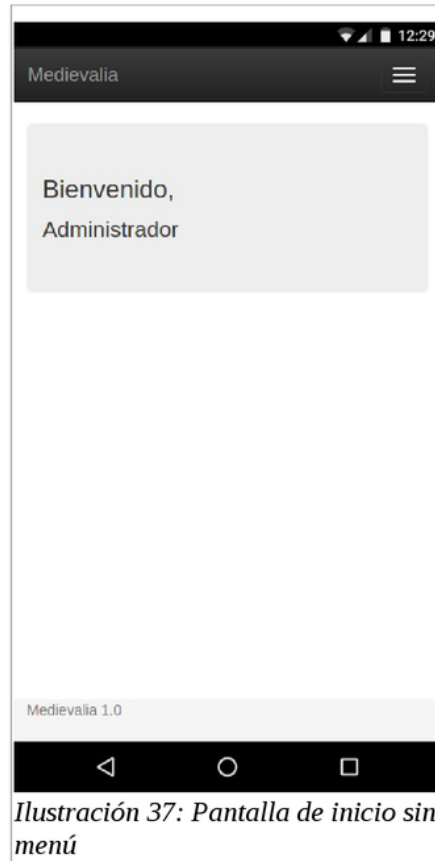 12:29
Medievalia
Bienvenido,
Administrador
Medievalia 1.0
Ilustración 37: Pantalla de inicio sin
menú